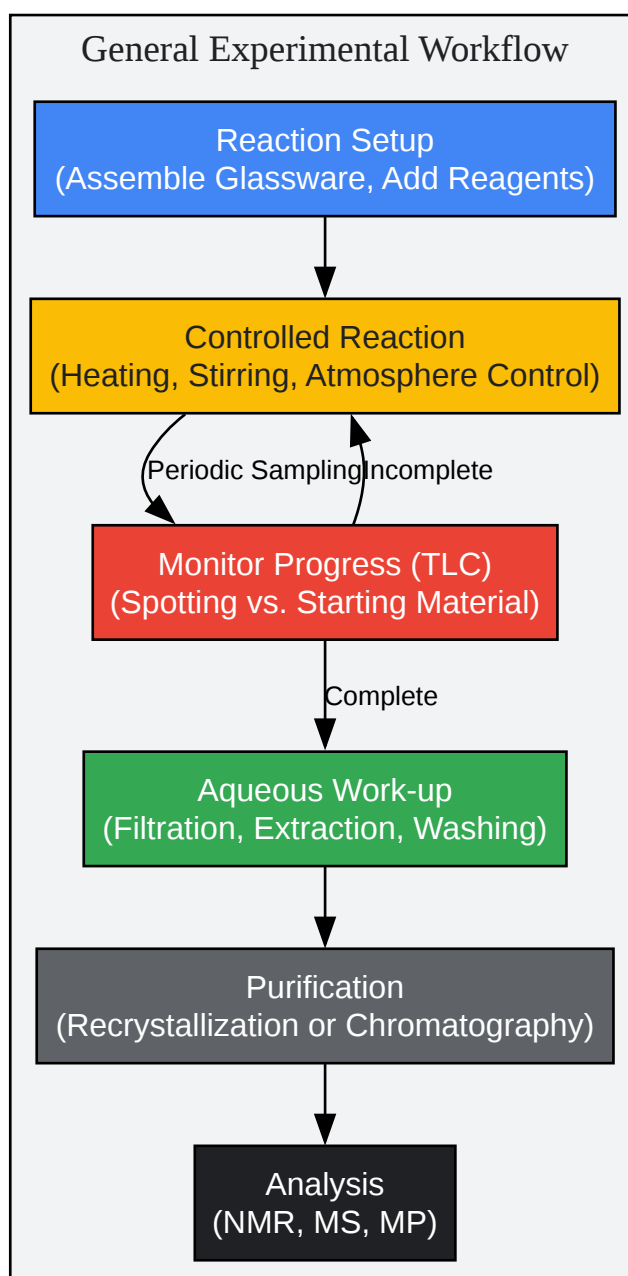 General Experimental Workflow
Reaction Setup
(Assemble Glassware, Add Reagents)
Controlled Reaction
(Heating, Stirring, Atmosphere Control)
Periodic Sampling
Incomplete
Monitor Progress (TLC)
(Spotting vs. Starting Material)
Complete
Aqueous Work-up
(Filtration, Extraction, Washing)
Purification
(Recrystallization or Chromatography)
Analysis
(NMR, MS, MP)